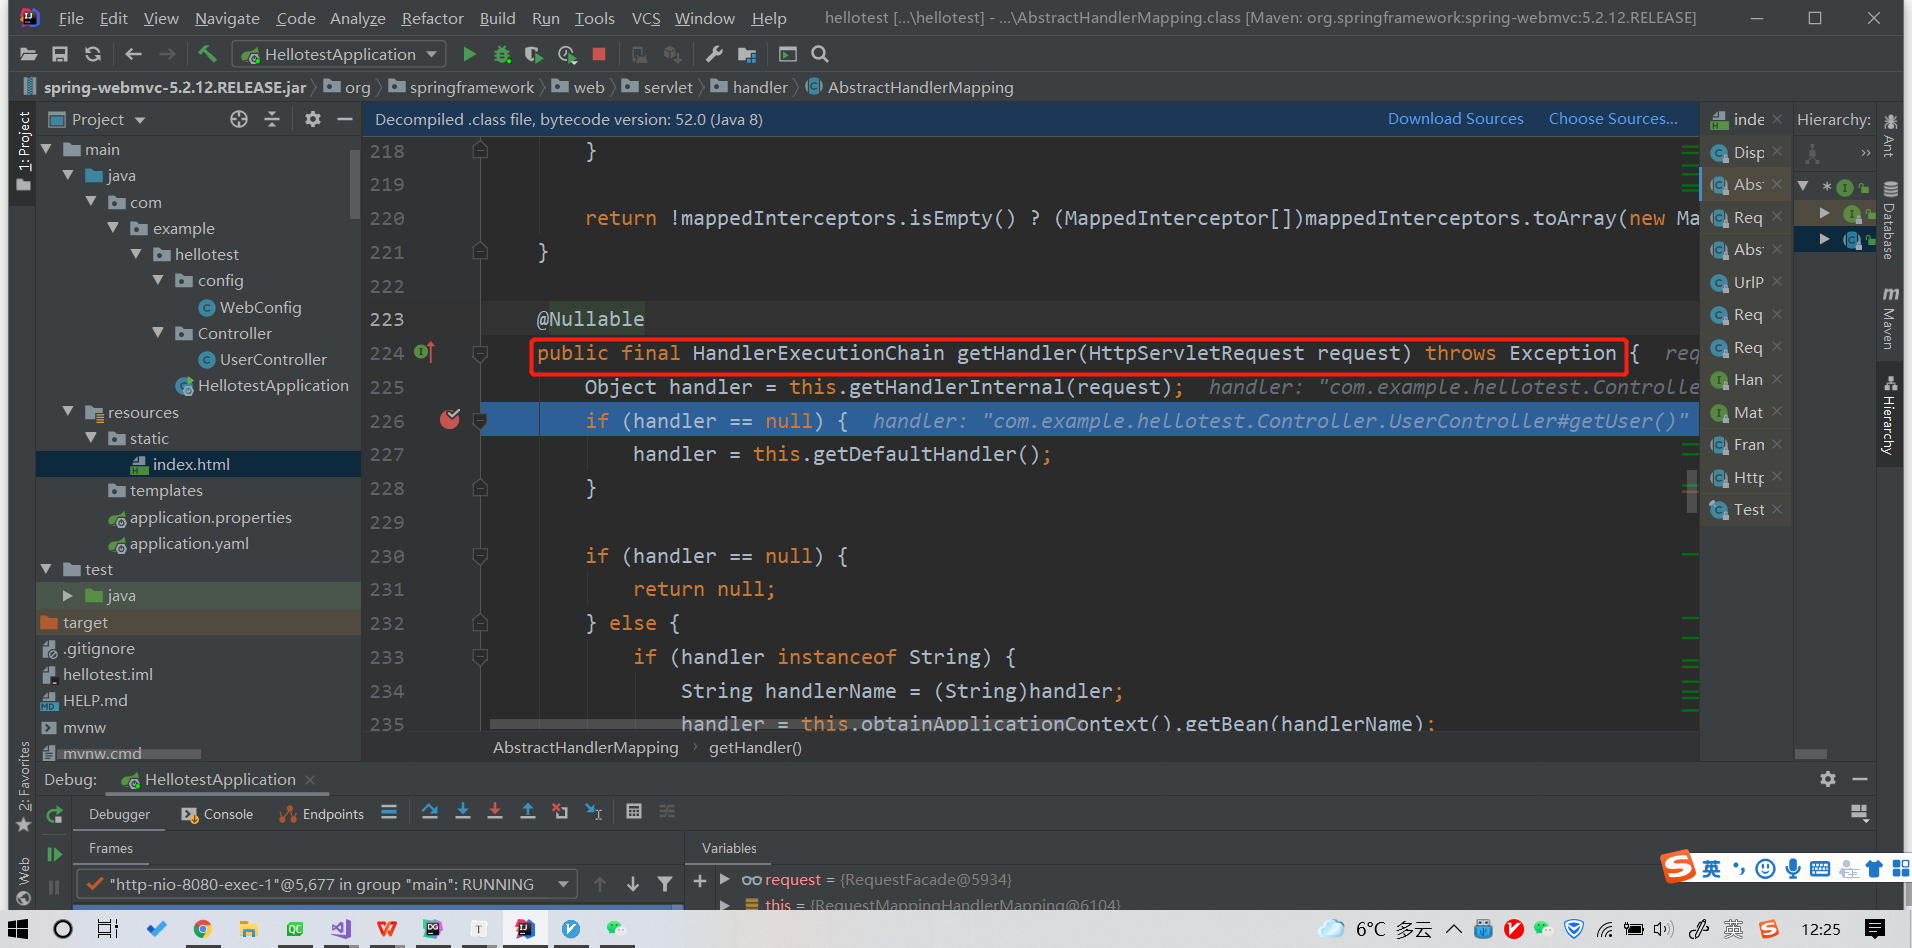 File Edit View Navigate Code Analyze Refactor Build Run Tools VCS Window Help hellotest [...\hellotest] - ...\AbstractHandlerMapping.class [Maven: org.springframework:spring-webmvc:5.2.12.RELEASE]
HellotestApplication
spring-webmvc-5.2.12.RELEASE.jar org springframework web servlet handler AbstractHandlerMapping
1: Project
2: Favorites
Web
Project
main
java
com
example
hellotest
config
WebConfig
Controller
UserController
HellotestApplication
resources
static
index.html
templates
application.properties
application.yaml
test
java
target
.gitignore
hellotest.iml
HELP.md
mvnw
mvnw.cmd
Decompiled .class file, bytecode version: 52.0 (Java 8) Download Sources Choose Sources...
218 }
219
220 return !mappedInterceptors.isEmpty() ? (MappedInterceptor[])mappedInterceptors.toArray(new Ma
221 }
222
223 @Nullable
224 public final HandlerExecutionChain getHandler(HttpServletRequest request) throws Exception { req
225 Object handler = this.getHandlerInternal(request); handler: "com.example.hellotest.Controlle
226 if (handler == null) { handler: "com.example.hellotest.Controller.UserController#getUser()"
227 handler = this.getDefaultHandler();
228 }
229
230 if (handler == null) {
231 return null;
232 } else {
233 if (handler instanceof String) {
234 String handlerName = (String)handler;
235 handler = this.obtainApplicationContext().getBean(handlerName);
AbstractHandlerMapping › getHandler()
inde
Disp
Abs
Req
Abs
UrlP
Req
Req
Han
Mat
Fran
Http
Test
Hierarchy:
»
*
Ant
Database
Maven
Hierarchy
Debug: HellotestApplication
Debugger Console Endpoints
Frames Variables
"http-nio-8080-exec-1"@5,677 in group "main": RUNNING
request = {RequestFacade@5934}
this = {RequestMappingHandlerMapping@6104}
英
6°C 多云 英 12:25